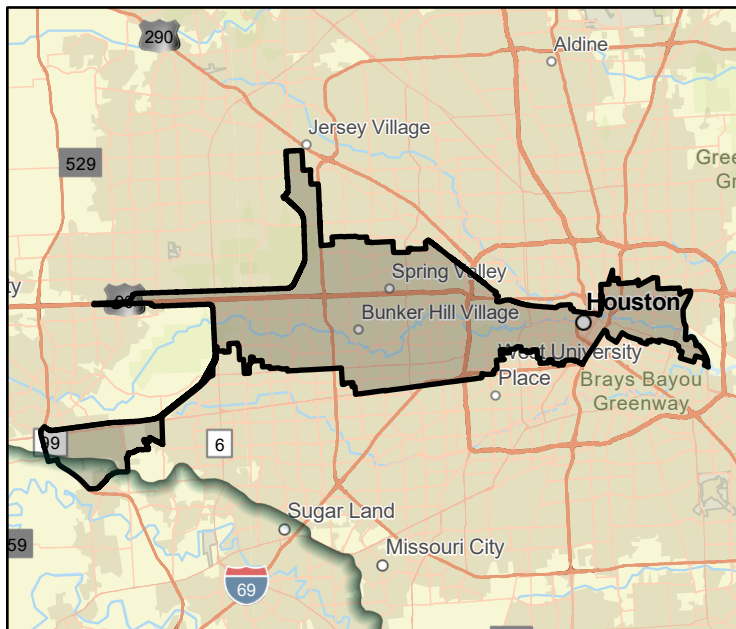 290
Aldine
Jersey Village
529
Gree
Gr
ty
Spring Valley
Houston
Bunker Hill Village
West University
Place
Brays Bayou
Greenway
99
6
Sugar Land
59
Missouri City
69